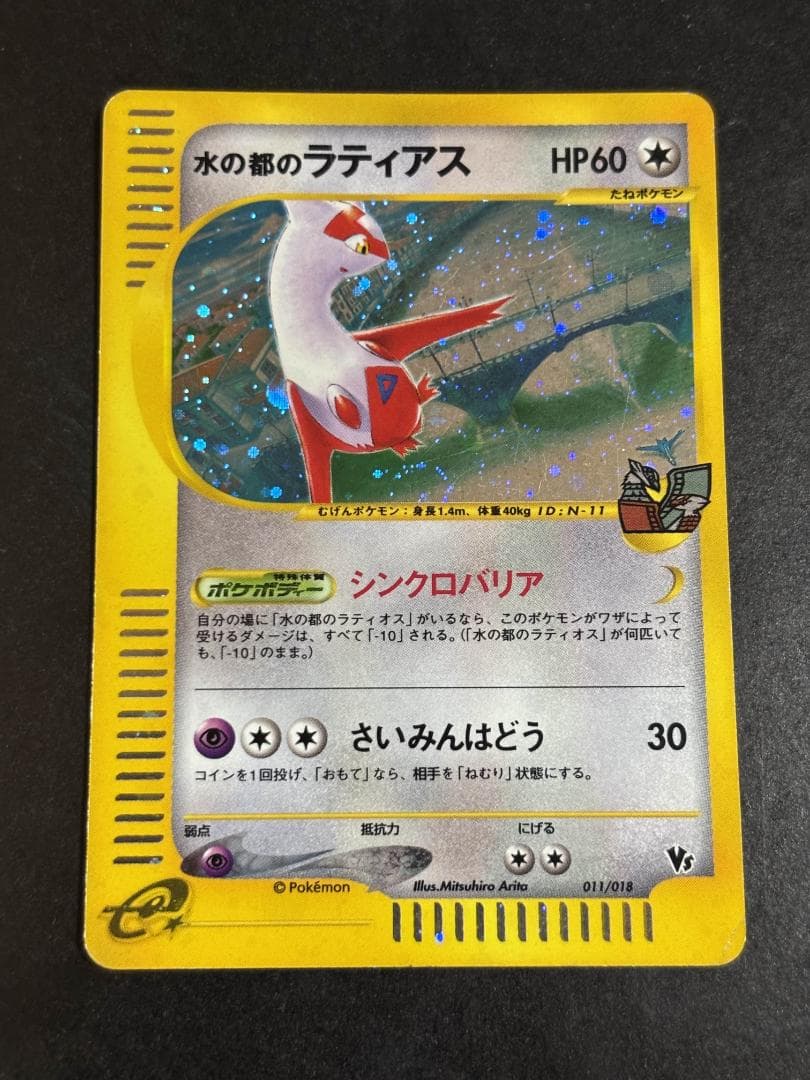 水の都のラティアス HP60
たねポケモン
むげんポケモン：身長1.4m、体重40kg ID：N-11
特殊体質
ポケボディー シンクロバリア
自分の場に「水の都のラティオス」がいるなら、このポケモンがワザによって
受けるダメージは、すべて「-10」される。（「水の都のラティオス」が何匹いて
も、「-10」のまま。）
さいみんはどう 30
コインを1回投げ、「おもて」なら、相手を「ねむり」状態にする。
弱点 抵抗力 にげる
Vs
© Pokémon Illus.Mitsuhiro Arita 011/018
e